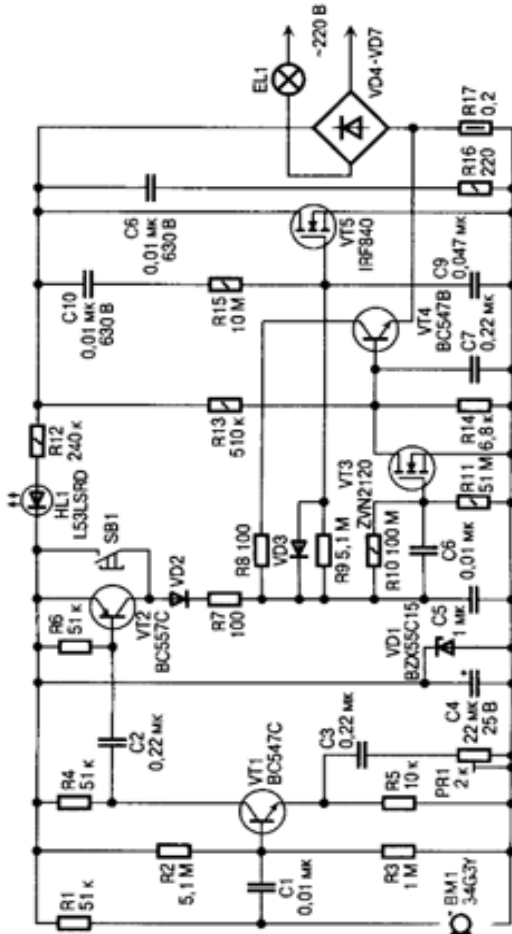 R1
51 к
R4
51 к
R6
51 к
HL1
L53LSRD
R12
240 к
C10
0,01 мк
630 В
C6
0,01 мк
630 В
EL1
~220 В
R2
5,1 М
C2
0,22 мк
VT2
BC557C
SB1
VD2
R13
510 к
R15
10 М
VD4-VD7
C1
0,01 мк
VT1
BC547C
R7
100
R8 100
VD3
R9 5,1 М
VT5
IRF840
R3
1 М
C3
0,22 мк
R10 100 М
VT3
ZVN2120
VT4
BC547B
R5
10 к
PR1
2 к
VD1
BZX55C15
C6
0,01 мк
C7
0,22 мк
C9
0,047 мк
BM1
34G3Y
C4
22 мк
25 В
C5
1 мк
R11
51 М
R14
6,8 к
R16
220
R17
0,2